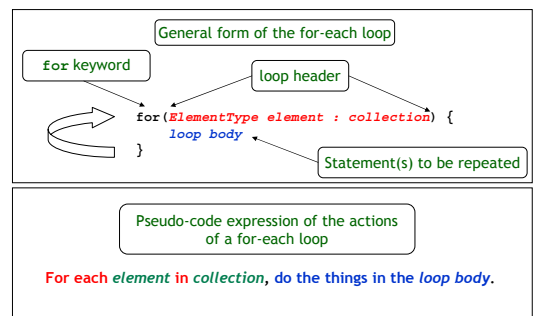 General form of the for-each loop
for keyword
loop header
for(ElementType element : collection) {
loop body
}
Statement(s) to be repeated
Pseudo-code expression of the actions
of a for-each loop
For each element in collection, do the things in the loop body.